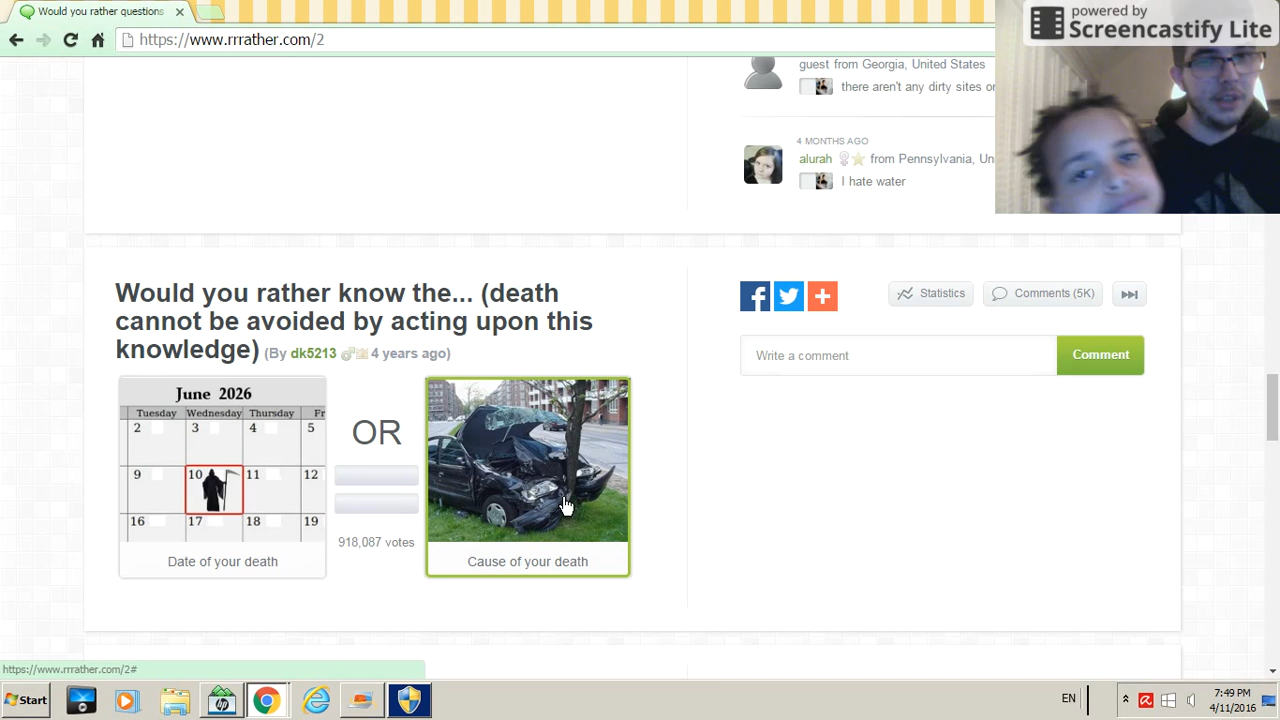 Would you rather questions
powered by
Screencastify Lite
https://www.rrrather.com/2
guest from Georgia, United States
there aren't any dirty sites or
4 MONTHS AGO
alurah from Pennsylvania, Un
I hate water
Would you rather know the... (death
cannot be avoided by acting upon this
knowledge) (By dk5213 4 years ago)
Statistics
Comments (5K)
Write a comment
Comment
June 2026
Tuesday Wednesday Thursday Fr
2 3 4 5
9 10 11 12
16 17 18 19
Date of your death
OR
918,087 votes
Cause of your death
https://www.rrrather.com/2#
Start
hp
EN
7:49 PM
4/11/2016